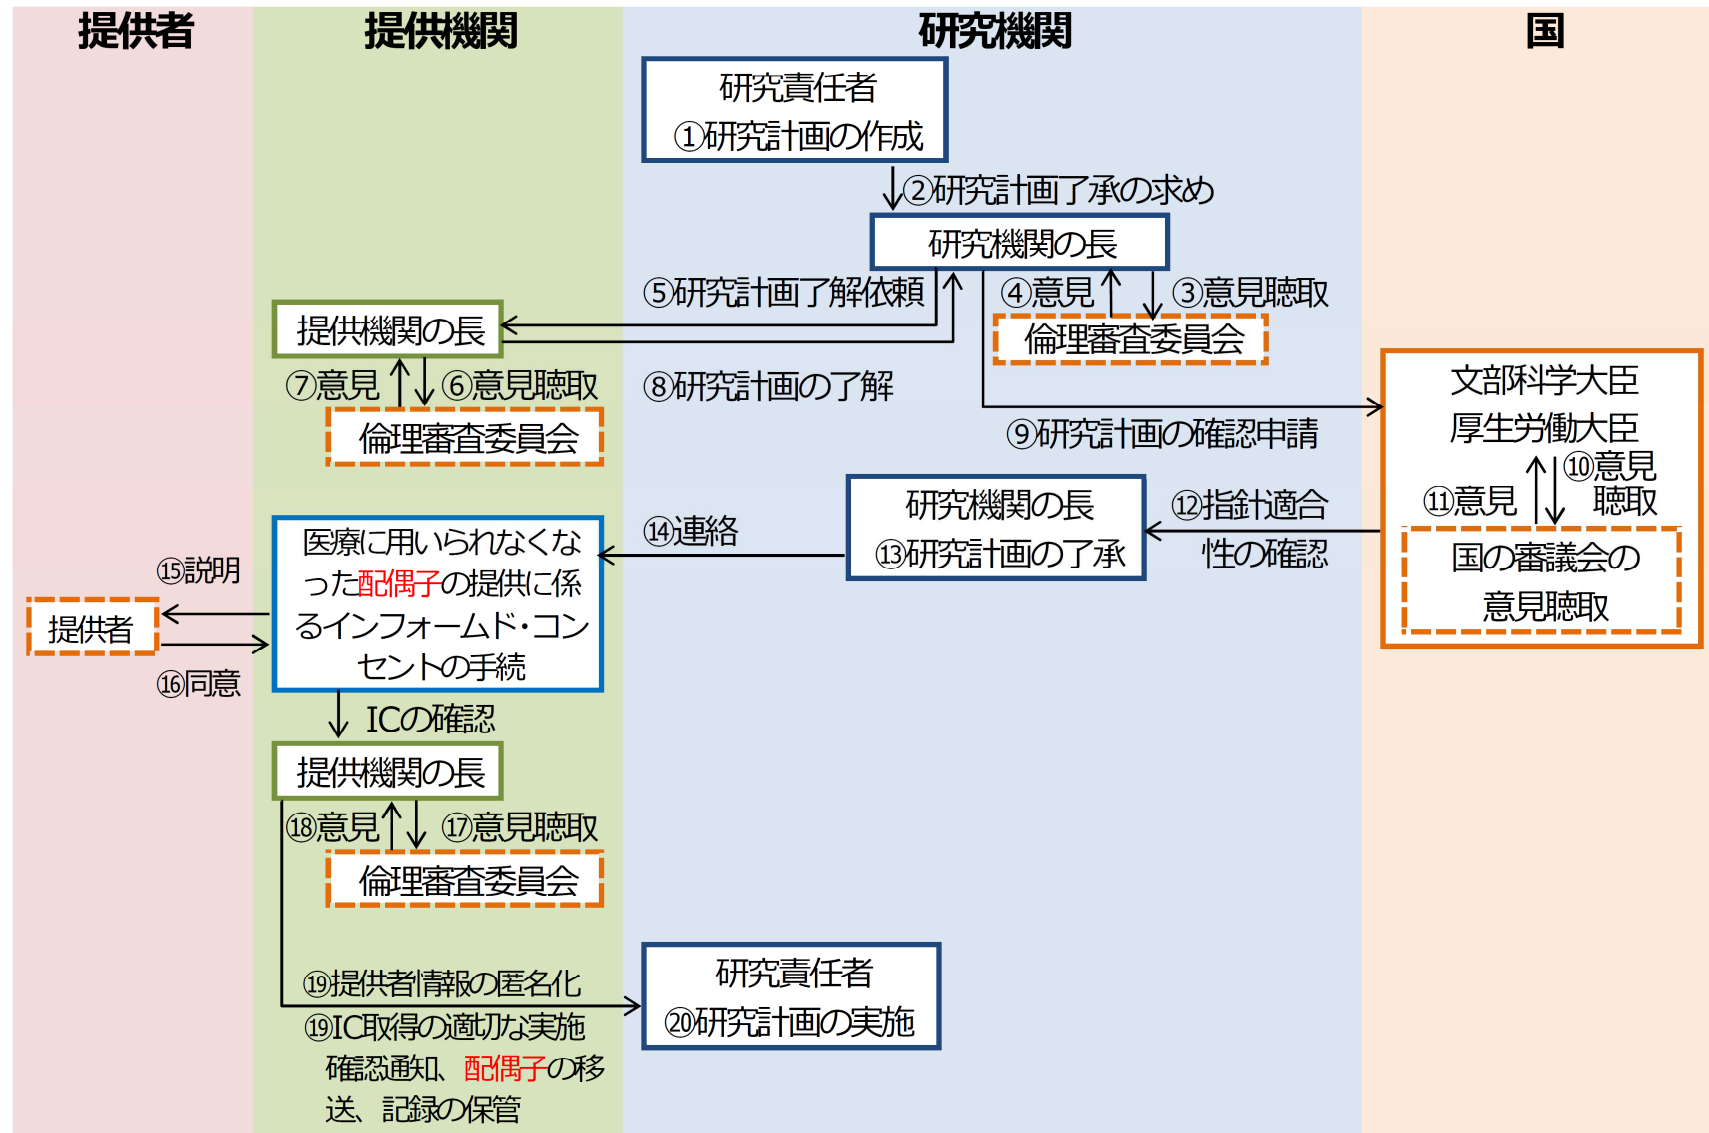 提供者
提供機関
研究機関
国
研究責任者
①研究計画の作成
②研究計画了承の求め
研究機関の長
⑤研究計画了解依頼
④意見
③意見聴取
倫理審査委員会
提供機関の長
⑦意見
⑥意見聴取
⑧研究計画の了解
倫理審査委員会
⑨研究計画の確認申請
文部科学大臣
厚生労働大臣
⑩意見
聴取
⑪意見
国の審議会の
意見聴取
⑫指針適合
性の確認
研究機関の長
⑬研究計画の了承
⑭連絡
医療に用いられなくな
った配偶子の提供に係
るインフォームド・コン
セントの手続
⑮説明
提供者
⑯同意
ICの確認
提供機関の長
⑱意見
⑰意見聴取
倫理審査委員会
⑲提供者情報の匿名化
⑲IC取得の適切な実施
確認通知、配偶子の移
送、記録の保管
研究責任者
⑳研究計画の実施